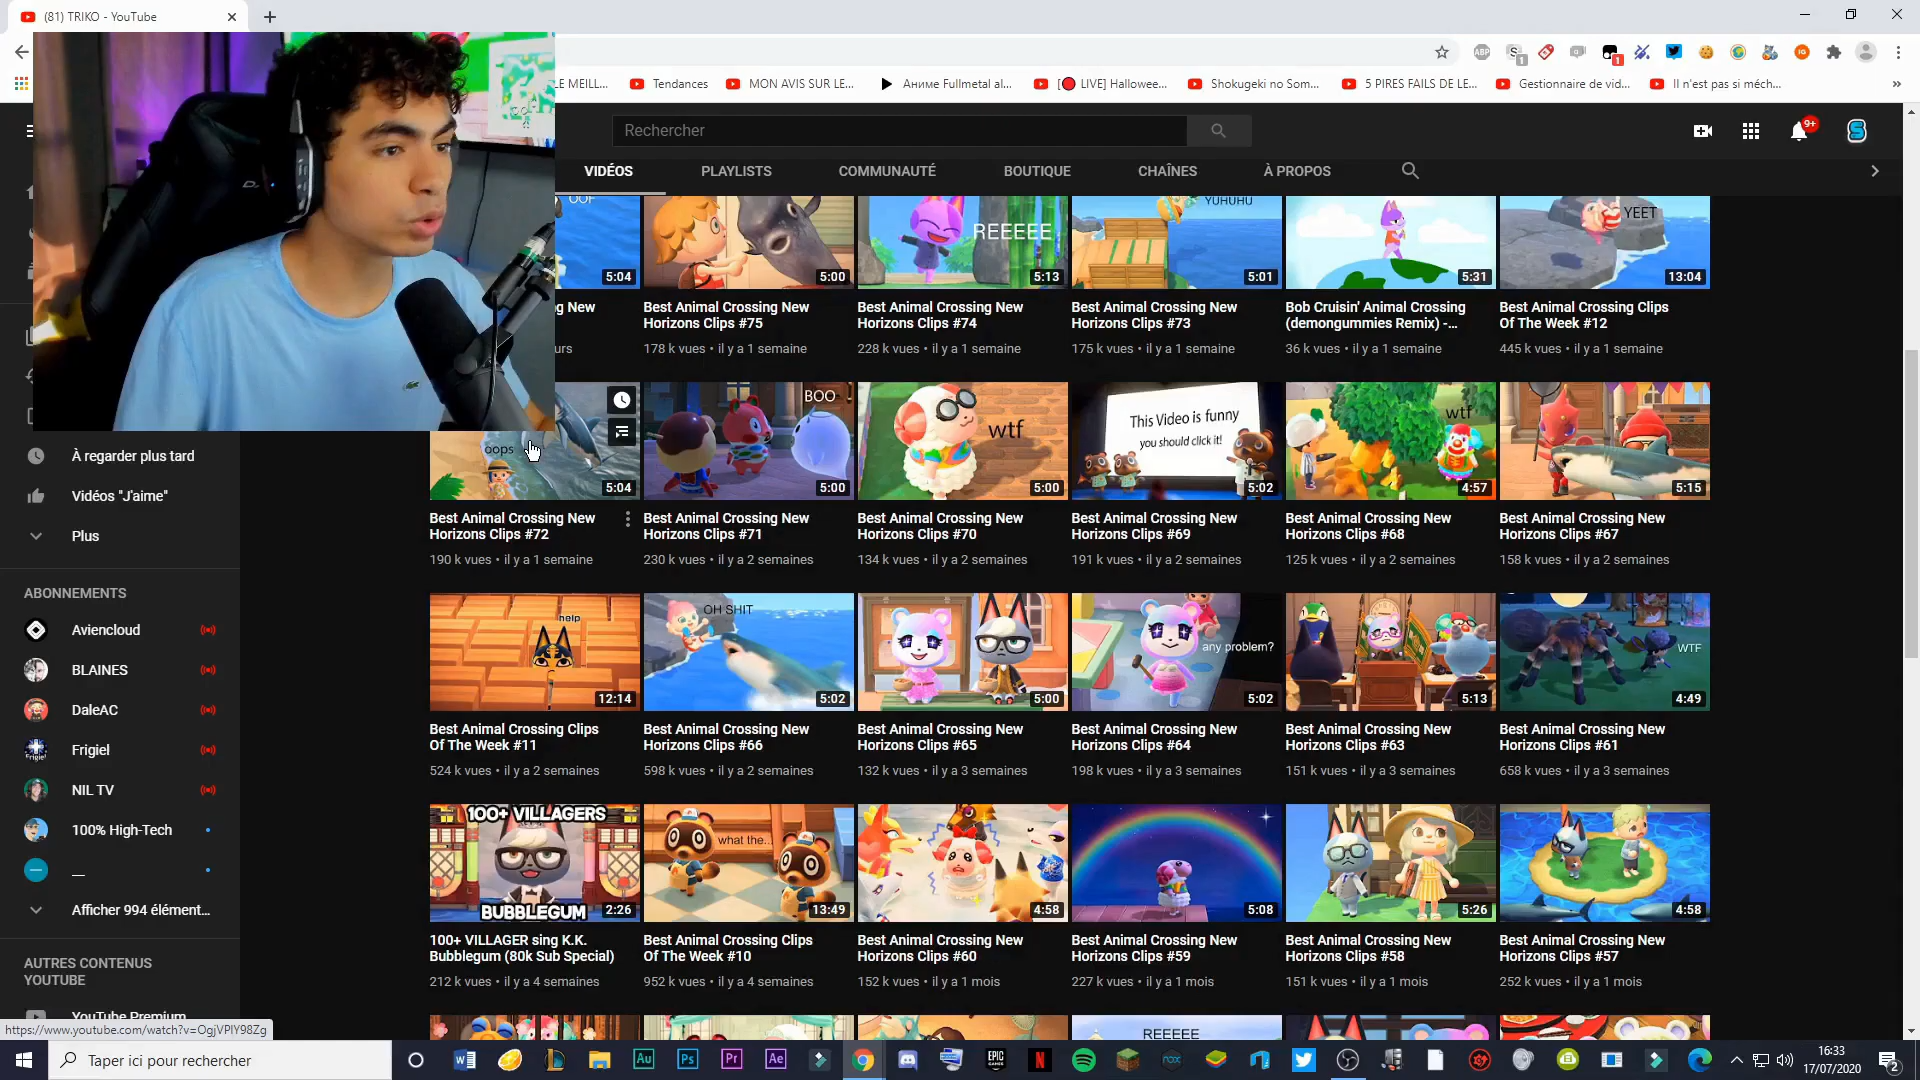 (81) TRIKO - YouTube
E MEILL...
Tendances
MON AVIS SUR LE...
Аниме Fullmetal al...
[🔴 LIVE] Hallowee...
Shokugeki no Som...
5 PIRES FAILS DE LE...
Gestionnaire de vid...
Il n'est pas si méch...
»
Rechercher
9+
VIDÉOS
PLAYLISTS
COMMUNAUTÉ
BOUTIQUE
CHAÎNES
À PROPOS
OOF
5:04
5:00
REEEEE
5:13
YUHUHU
5:01
5:31
YEET
13:04
ng New
Best Animal Crossing New
Horizons Clips #75
Best Animal Crossing New
Horizons Clips #74
Best Animal Crossing New
Horizons Clips #73
Bob Cruisin' Animal Crossing
(demongummies Remix) -...
Best Animal Crossing Clips
Of The Week #12
urs
178 k vues • il y a 1 semaine
228 k vues • il y a 1 semaine
175 k vues • il y a 1 semaine
36 k vues • il y a 1 semaine
445 k vues • il y a 1 semaine
oops
5:04
BOO
5:00
wtf
5:00
This Video is funny
you should click it!
5:02
wtf
4:57
5:15
Best Animal Crossing New
Horizons Clips #72
Best Animal Crossing New
Horizons Clips #71
Best Animal Crossing New
Horizons Clips #70
Best Animal Crossing New
Horizons Clips #69
Best Animal Crossing New
Horizons Clips #68
Best Animal Crossing New
Horizons Clips #67
190 k vues • il y a 1 semaine
230 k vues • il y a 1 semaine
134 k vues • il y a 2 semaines
191 k vues • il y a 2 semaines
125 k vues • il y a 2 semaines
158 k vues • il y a 2 semaines
help
12:14
OH SHIT
5:02
5:00
any problem?
5:02
5:13
WTF
4:49
Best Animal Crossing Clips
Of The Week #11
Best Animal Crossing New
Horizons Clips #66
Best Animal Crossing New
Horizons Clips #65
Best Animal Crossing New
Horizons Clips #64
Best Animal Crossing New
Horizons Clips #63
Best Animal Crossing New
Horizons Clips #61
524 k vues • il y a 2 semaines
598 k vues • il y a 2 semaines
132 k vues • il y a 3 semaines
198 k vues • il y a 3 semaines
151 k vues • il y a 3 semaines
658 k vues • il y a 3 semaines
100+ VILLAGERS
BUBBLEGUM
2:26
what the...
13:49
4:58
5:08
5:26
4:58
100+ VILLAGER sing K.K.
Bubblegum (80k Sub Special)
Best Animal Crossing Clips
Of The Week #10
Best Animal Crossing New
Horizons Clips #60
Best Animal Crossing New
Horizons Clips #59
Best Animal Crossing New
Horizons Clips #58
Best Animal Crossing New
Horizons Clips #57
212 k vues • il y a 4 semaines
952 k vues • il y a 4 semaines
152 k vues • il y a 1 mois
227 k vues • il y a 1 mois
151 k vues • il y a 1 mois
252 k vues • il y a 1 mois
REEEEE
À regarder plus tard
Vidéos "J'aime"
Plus
ABONNEMENTS
Aviencloud
BLAINES
DaleAC
Frigiel
NIL TV
100% High-Tech
__
Afficher 994 élément...
AUTRES CONTENUS
YOUTUBE
YouTube Premium
https://www.youtube.com/watch?v=OgjVPlY98Zg
Taper ici pour rechercher
Au
Ps
Pr
Ae
EPIC
GAMES
N
16:33
17/07/2020
2